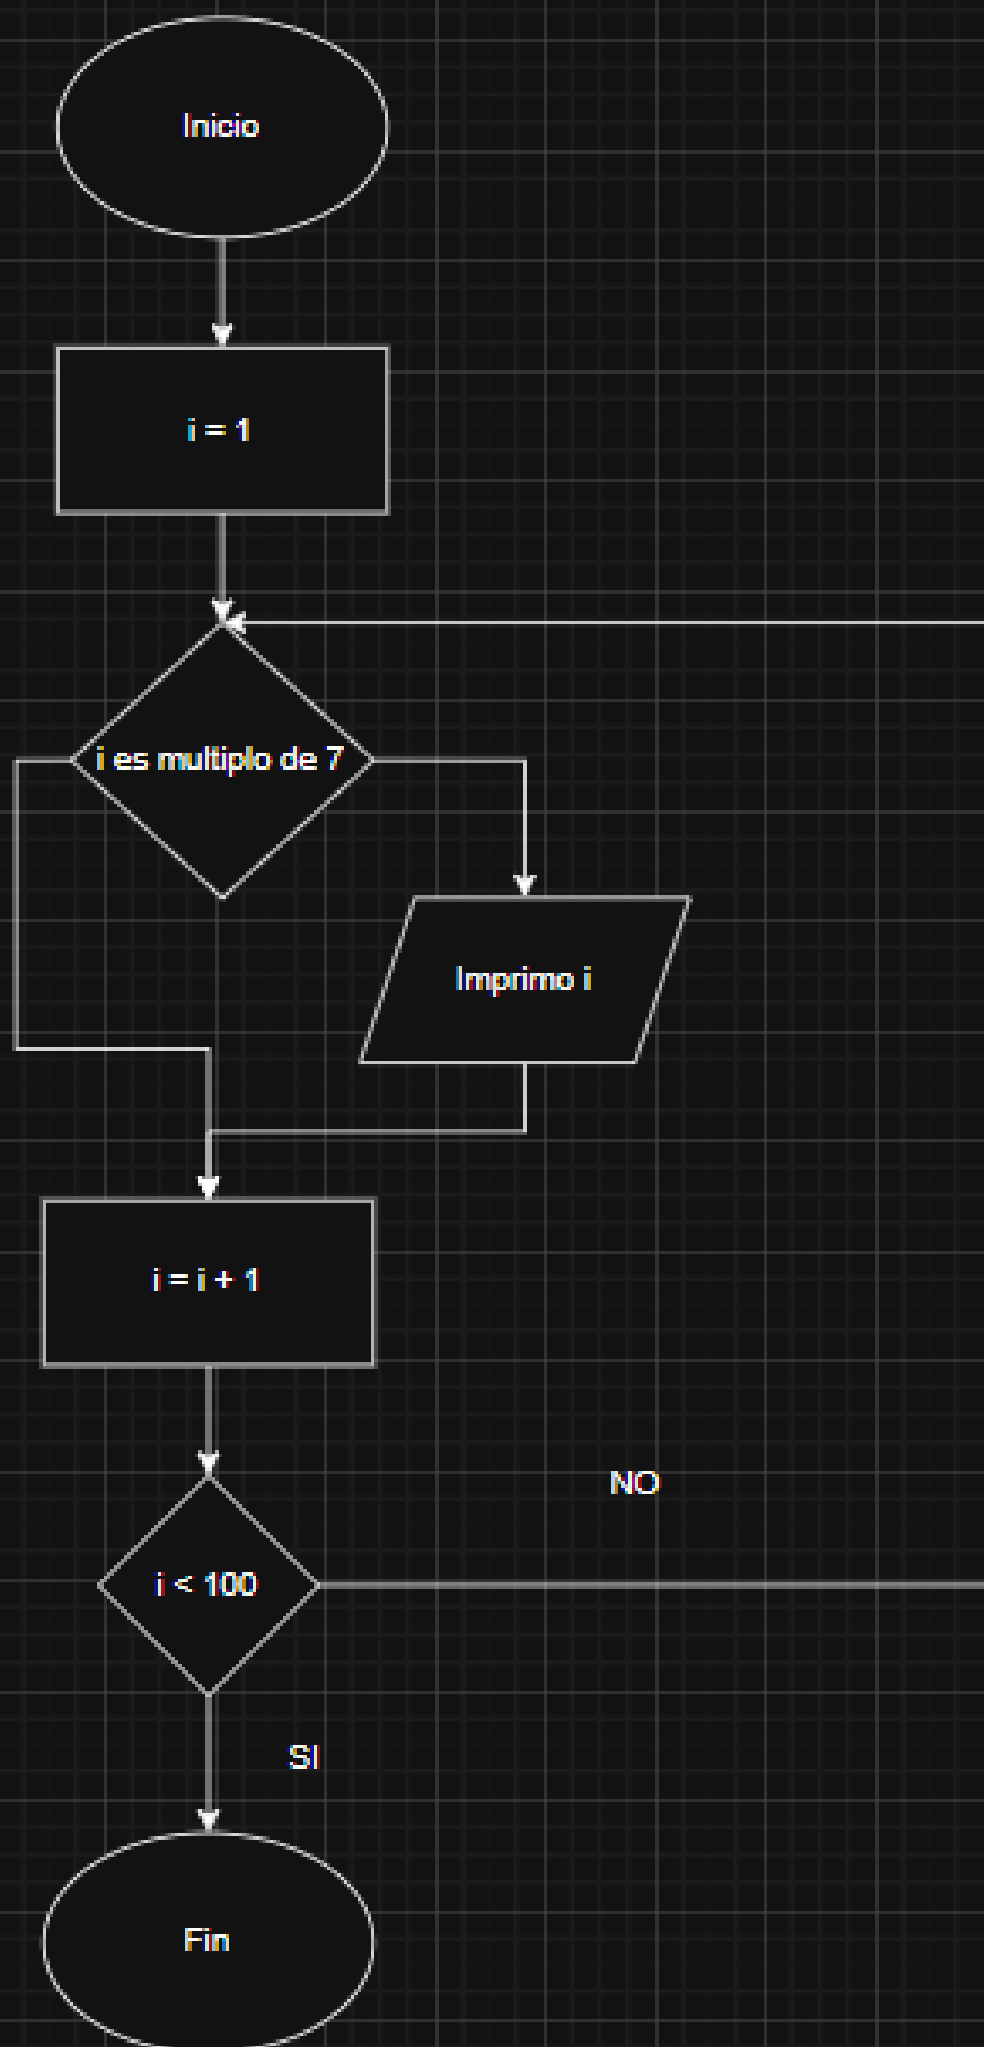 Inicio
i = 1
i es multiplo de 7
Imprimo i
i = i + 1
NO
i < 100
SI
Fin